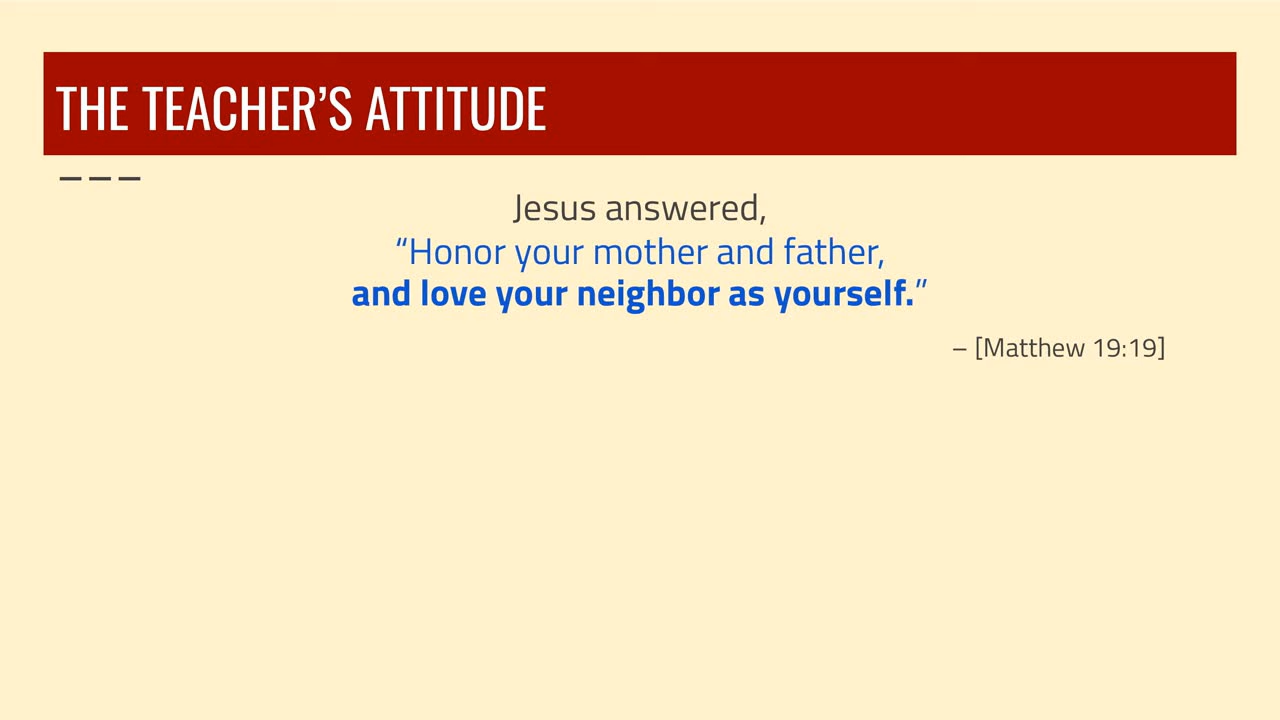 THE TEACHER’S ATTITUDE
Jesus answered,
“Honor your mother and father,
and love your neighbor as yourself.”
– [Matthew 19:19]